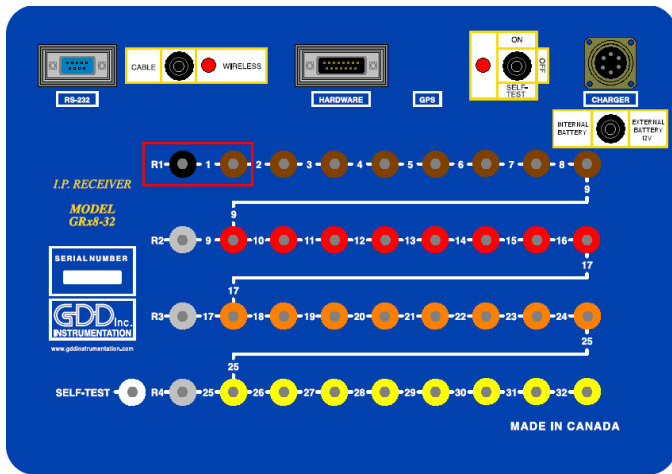 ON
OFF
CABLE
WIRELESS
SELF-
TEST
RS-232
HARDWARE
GPS
CHARGER
INTERNAL
BATTERY
EXTERNAL
BATTERY
12V
R1 1 2 3 4 5 6 7 8
9
I.P. RECEIVER
MODEL
GRx8-32
9
R2 9 10 11 12 13 14 15 16
17
SERIAL NUMBER
17
R3 17 18 19 20 21 22 23 24
25
GDD Inc.
INSTRUMENTATION
www.gddinstrumentation.com
25
SELF-TEST R4 25 26 27 28 29 30 31 32
MADE IN CANADA